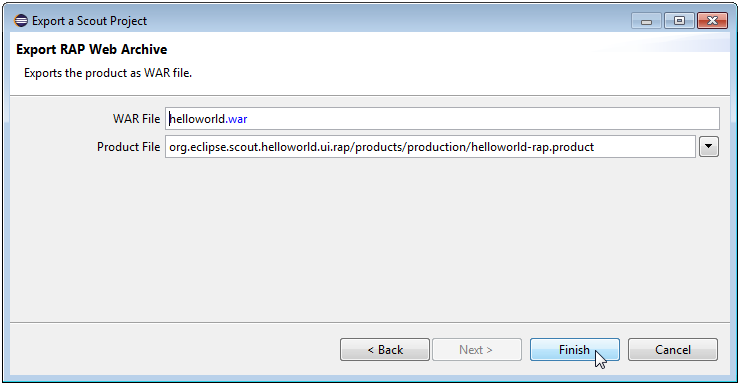 Export a Scout Project
Export RAP Web Archive
Exports the product as WAR file.
WAR File helloworld.war
Product File org.eclipse.scout.helloworld.ui.rap/products/production/helloworld-rap.product
< Back Next > Finish Cancel